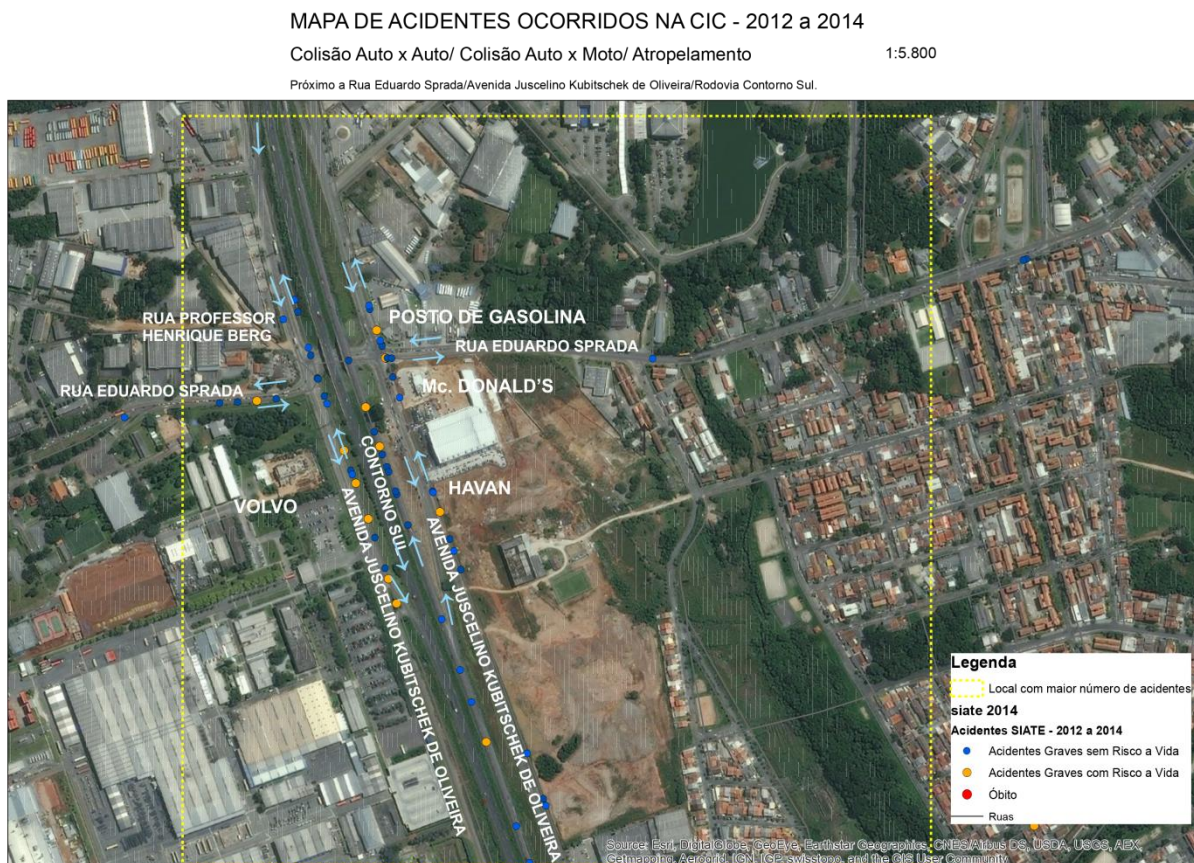 MAPA DE ACIDENTES OCORRIDOS NA CIC - 2012 a 2014
Colisão Auto x Auto/ Colisão Auto x Moto/ Atropelamento
1:5.800
Próximo a Rua Eduardo Sprada/Avenida Juscelino Kubitschek de Oliveira/Rodovia Contorno Sul.
RUA PROFESSOR
HENRIQUE BERG
POSTO DE GASOLINA
RUA EDUARDO SPRADA
RUA EDUARDO SPRADA
Mc. DONALD'S
CONTORNO SUL
HAVAN
VOLVO
AVENIDA JUSCELINO KUBITSCHEK DE OLIVEIRA
AVENIDA JUSCELINO KUBITSCHEK DE OLIVEIRA
Legenda
Local com maior número de acidentes
siate 2014
Acidentes SIATE - 2012 a 2014
Acidentes Graves sem Risco a Vida
Acidentes Graves com Risco a Vida
Óbito
Ruas
Source: Esri, DigitalGlobe, GeoEye, Earthstar Geographics, CNES/Airbus DS, USDA, USGS, AEX,
Getmapping, Aerogrid, IGN, IGP, swisstopo, and the GIS User Community